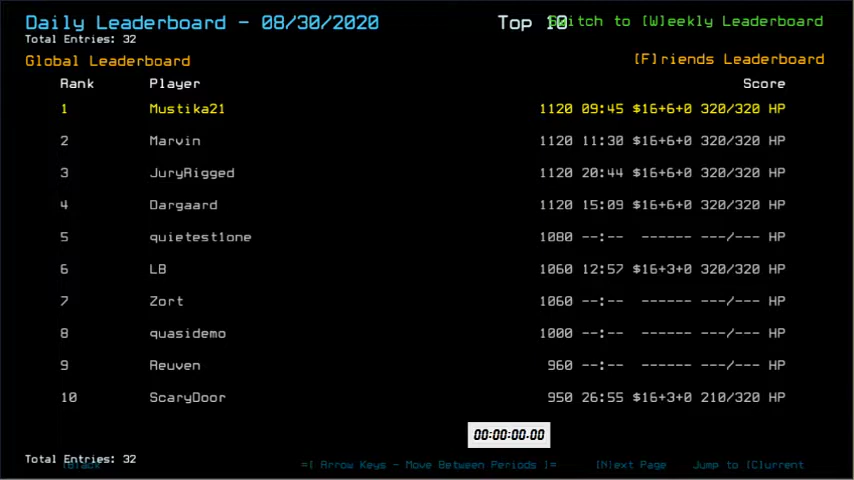 Daily Leaderboard - 08/30/2020 Top 10 Switch to [W]eekly Leaderboard
Total Entries: 32
Global Leaderboard [F]riends Leaderboard
Rank Player Score
1 Mustika21 1120 09:45 $16+6+0 320/320 HP
2 Marvin 1120 11:30 $16+6+0 320/320 HP
3 JuryRigged 1120 20:44 $16+6+0 320/320 HP
4 Dargaard 1120 15:09 $16+6+0 320/320 HP
5 quietest1one 1080 --:-- ------ ---/--- HP
6 LB 1060 12:57 $16+3+0 320/320 HP
7 Zort 1060 --:-- ------ ---/--- HP
8 quasidemo 1000 --:-- ------ ---/--- HP
9 Reuven 960 --:-- ------ ---/--- HP
10 ScaryDoor 950 26:55 $16+3+0 210/320 HP
00:00:00:00
Total Entries: 32
[B]ack =[ Arrow Keys - Move Between Periods ]= [N]ext Page Jump to [C]urrent